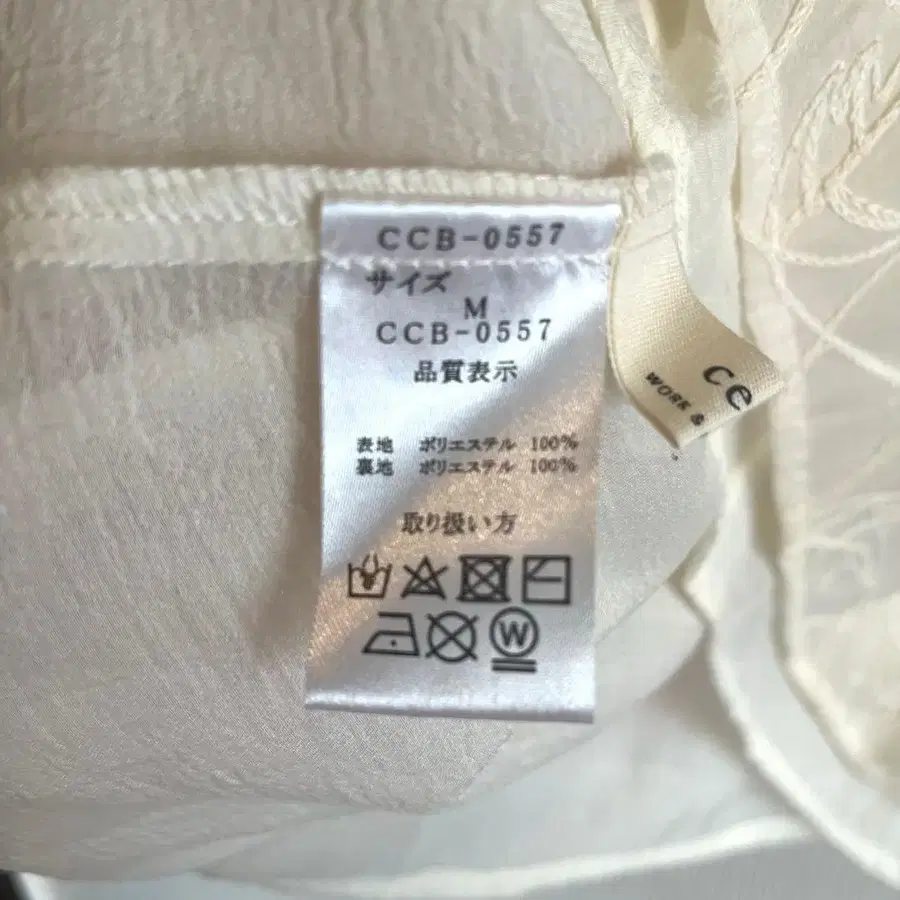 CCB-0557
サイズ
M
CCB-0557
品質表示
表地 ポリエステル 100%
裏地 ポリエステル 100%
取り扱い方
W
ce
WORK &